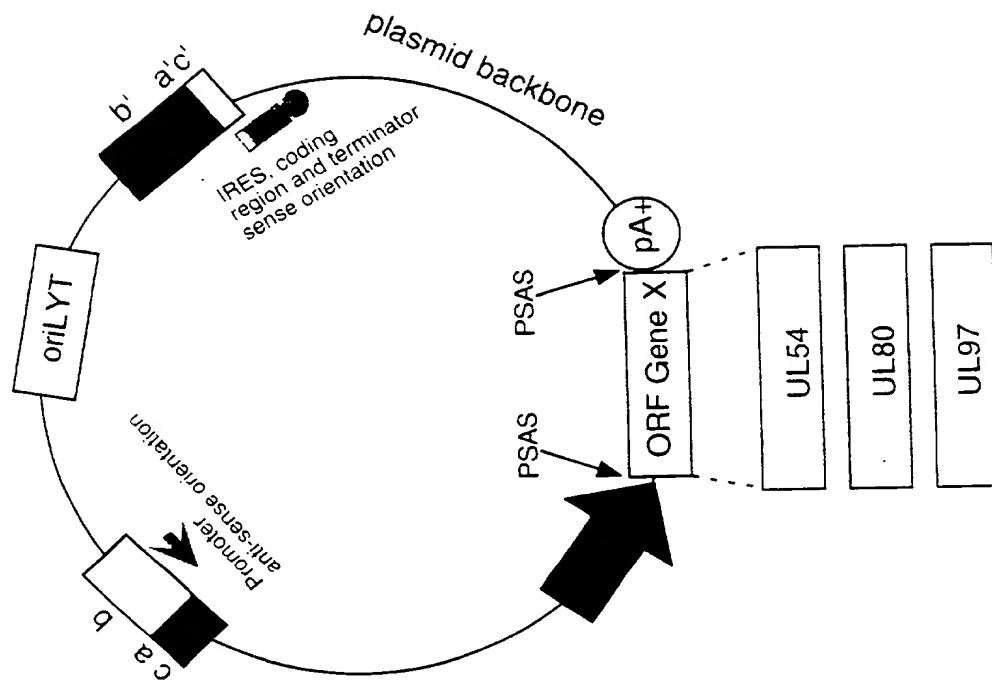 plasmid backbone
b'
a'c'
IRES, coding
region and terminator
sense orientation
oriLYT
Promoter
anti-sense orientation
b
c a
pA+
PSAS
PSAS
ORF Gene X
UL54
UL80
UL97